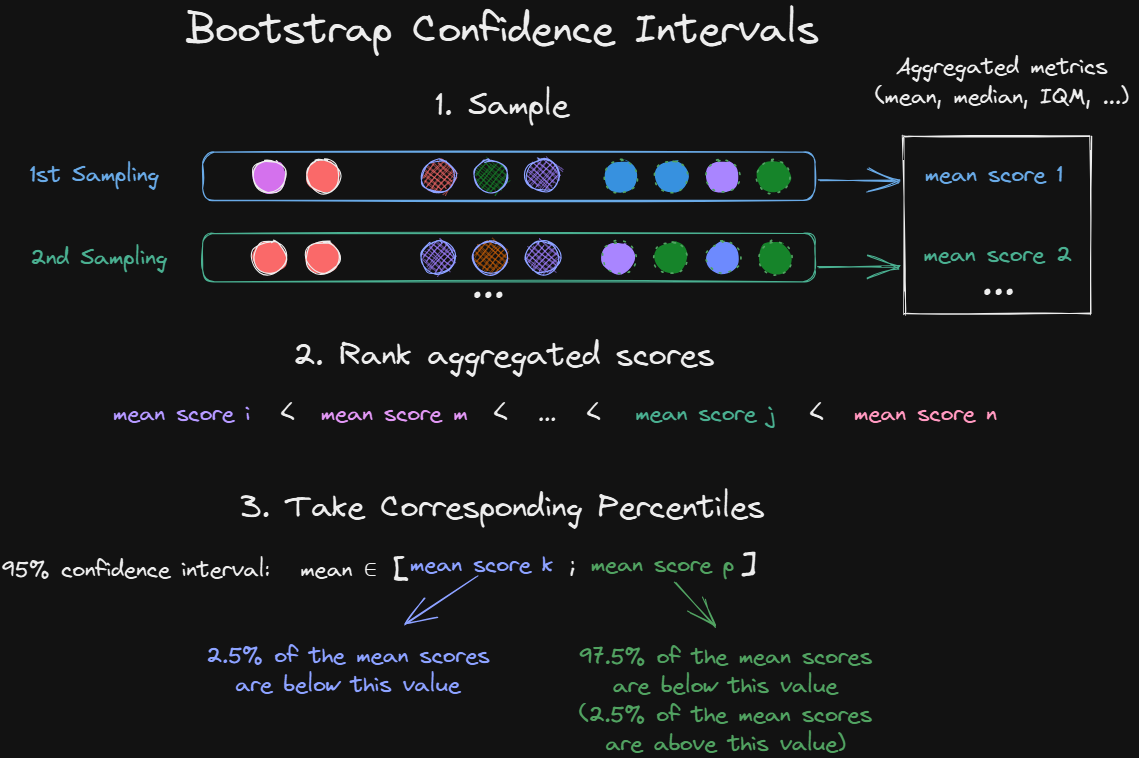 Bootstrap Confidence Intervals
Aggregated metrics
(mean, median, IQM, ...)
1. Sample
1st Sampling
mean score 1
2nd Sampling
mean score 2
...
...
2. Rank aggregated scores
mean score i < mean score m < ... < mean score j < mean score n
3. Take Corresponding Percentiles
95% confidence interval: mean ∈ [mean score k ; mean score p]
2.5% of the mean scores
are below this value
97.5% of the mean scores
are below this value
(2.5% of the mean scores
are above this value)